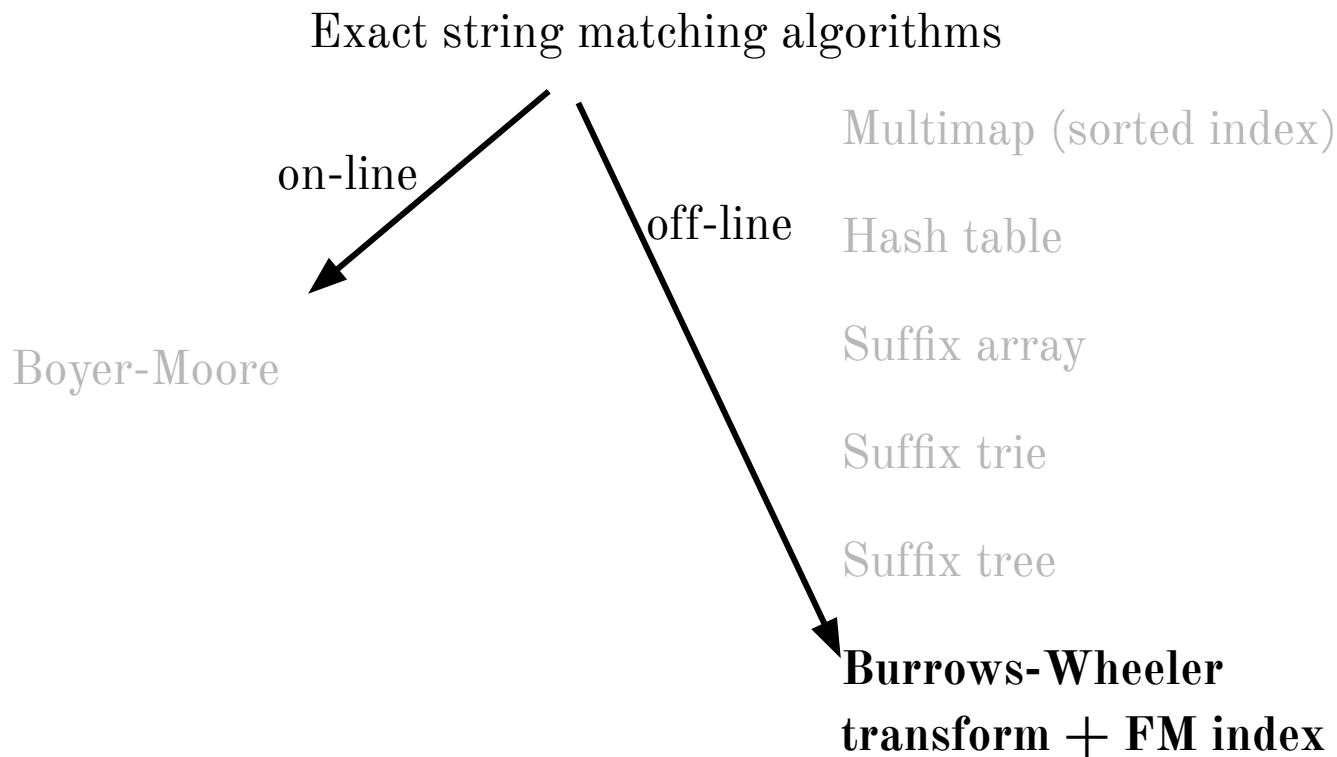 Exact string matching algorithms
on-line
off-line
Boyer-Moore
Multimap (sorted index)
Hash table
Suffix array
Suffix trie
Suffix tree
Burrows-Wheeler
transform + FM index